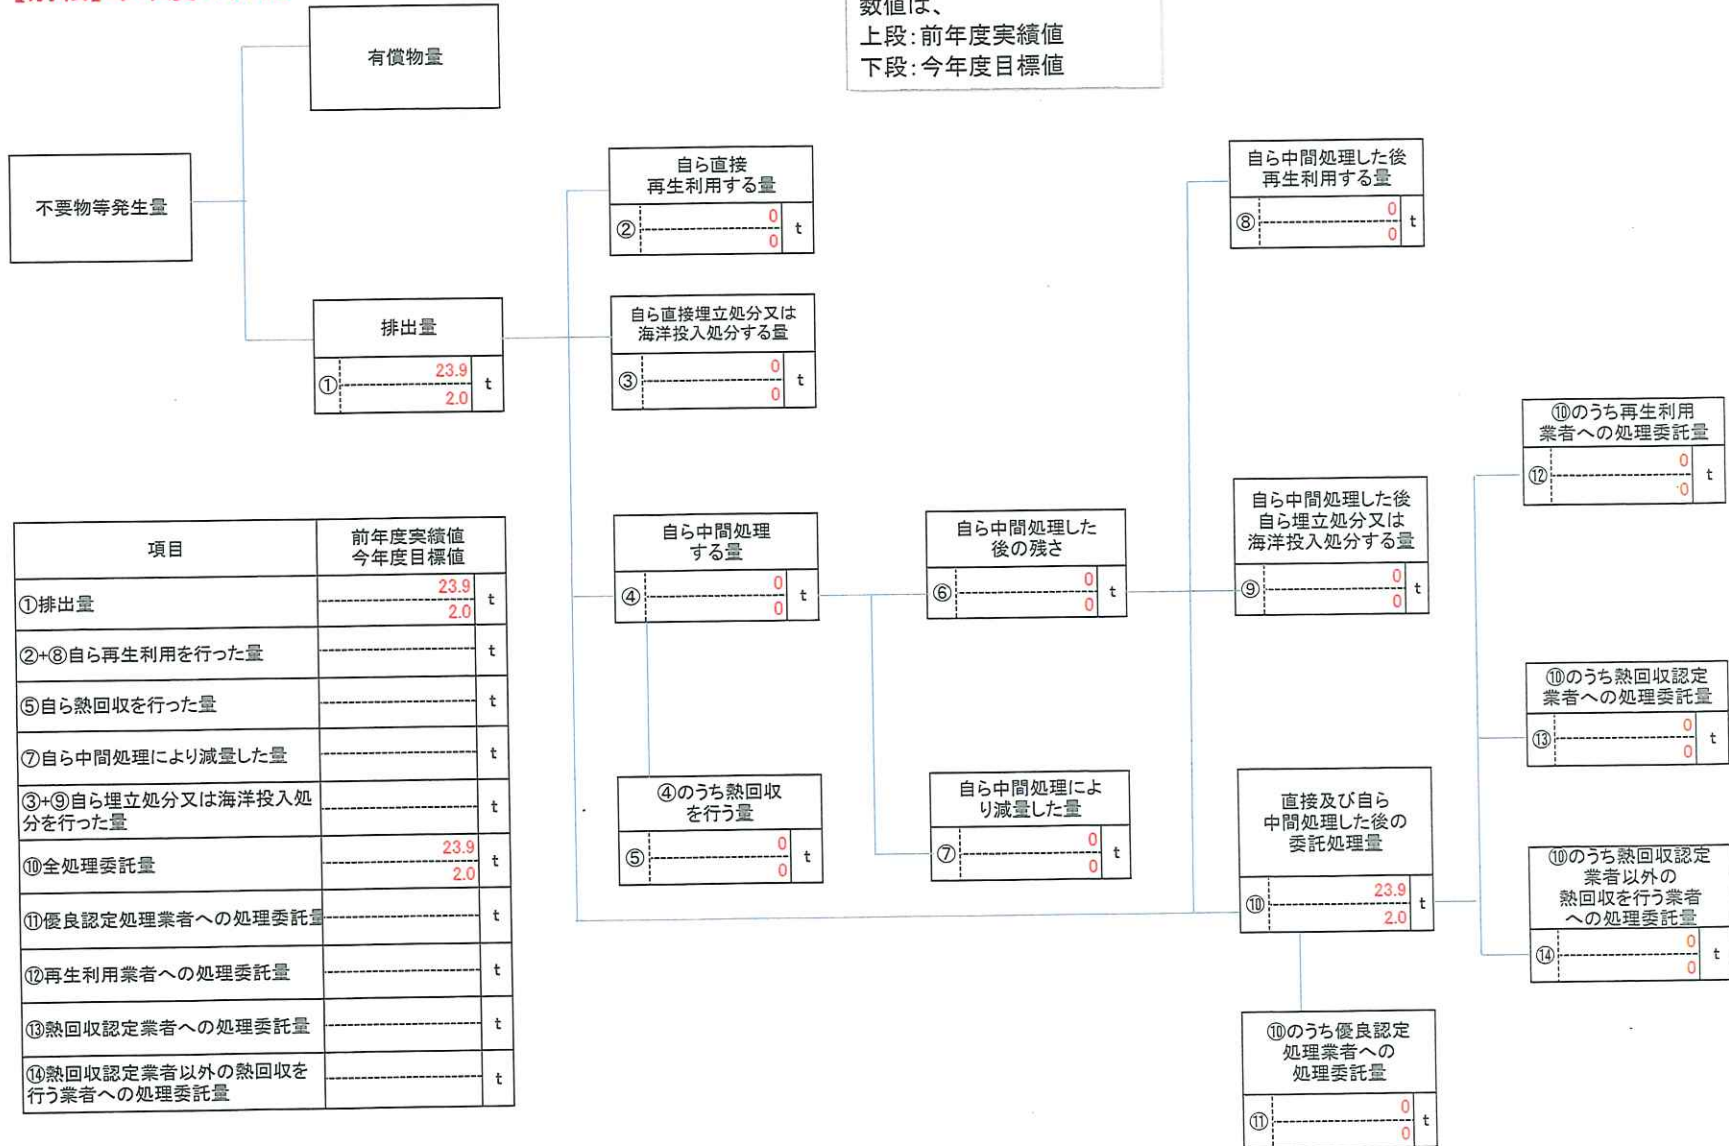 数値は、
上段:前年度実績値
下段:今年度目標値
有償物量
不要物等発生量
排出量
① 23.9 t
2.0
自ら直接
再生利用する量
② 0 t
0
自ら直接埋立処分又は
海洋投入処分する量
③ 0 t
0
自ら中間処理
する量
④ 0 t
0
④のうち熱回収
を行う量
⑤ 0 t
0
自ら中間処理した
後の残さ
⑥ 0 t
0
自ら中間処理によ
り減量した量
⑦ 0 t
0
自ら中間処理した後
再生利用する量
⑧ 0 t
0
自ら中間処理した後
自ら埋立処分又は
海洋投入処分する量
⑨ 0 t
0
直接及び自ら
中間処理した後の
委託処理量
⑩ 23.9 t
2.0
⑩のうち優良認定
処理業者への
処理委託量
⑪ 0 t
0
⑩のうち再生利用
業者への処理委託量
⑫ 0 t
0
⑩のうち熱回収認定
業者への処理委託量
⑬ 0 t
0
⑩のうち熱回収認定
業者以外の
熱回収を行う業者
への処理委託量
⑭ 0 t
0
項目 前年度実績値
今年度目標値
①排出量 23.9 t
2.0
②+⑧自ら再生利用を行った量 t
⑤自ら熱回収を行った量 t
⑦自ら中間処理により減量した量 t
③+⑨自ら埋立処分又は海洋投入処
分を行った量 t
⑩全処理委託量 23.9 t
2.0
⑪優良認定処理業者への処理委託量 t
⑫再生利用業者への処理委託量 t
⑬熱回収認定業者への処理委託量 t
⑭熱回収認定業者以外の熱回収を
行う業者への処理委託量 t